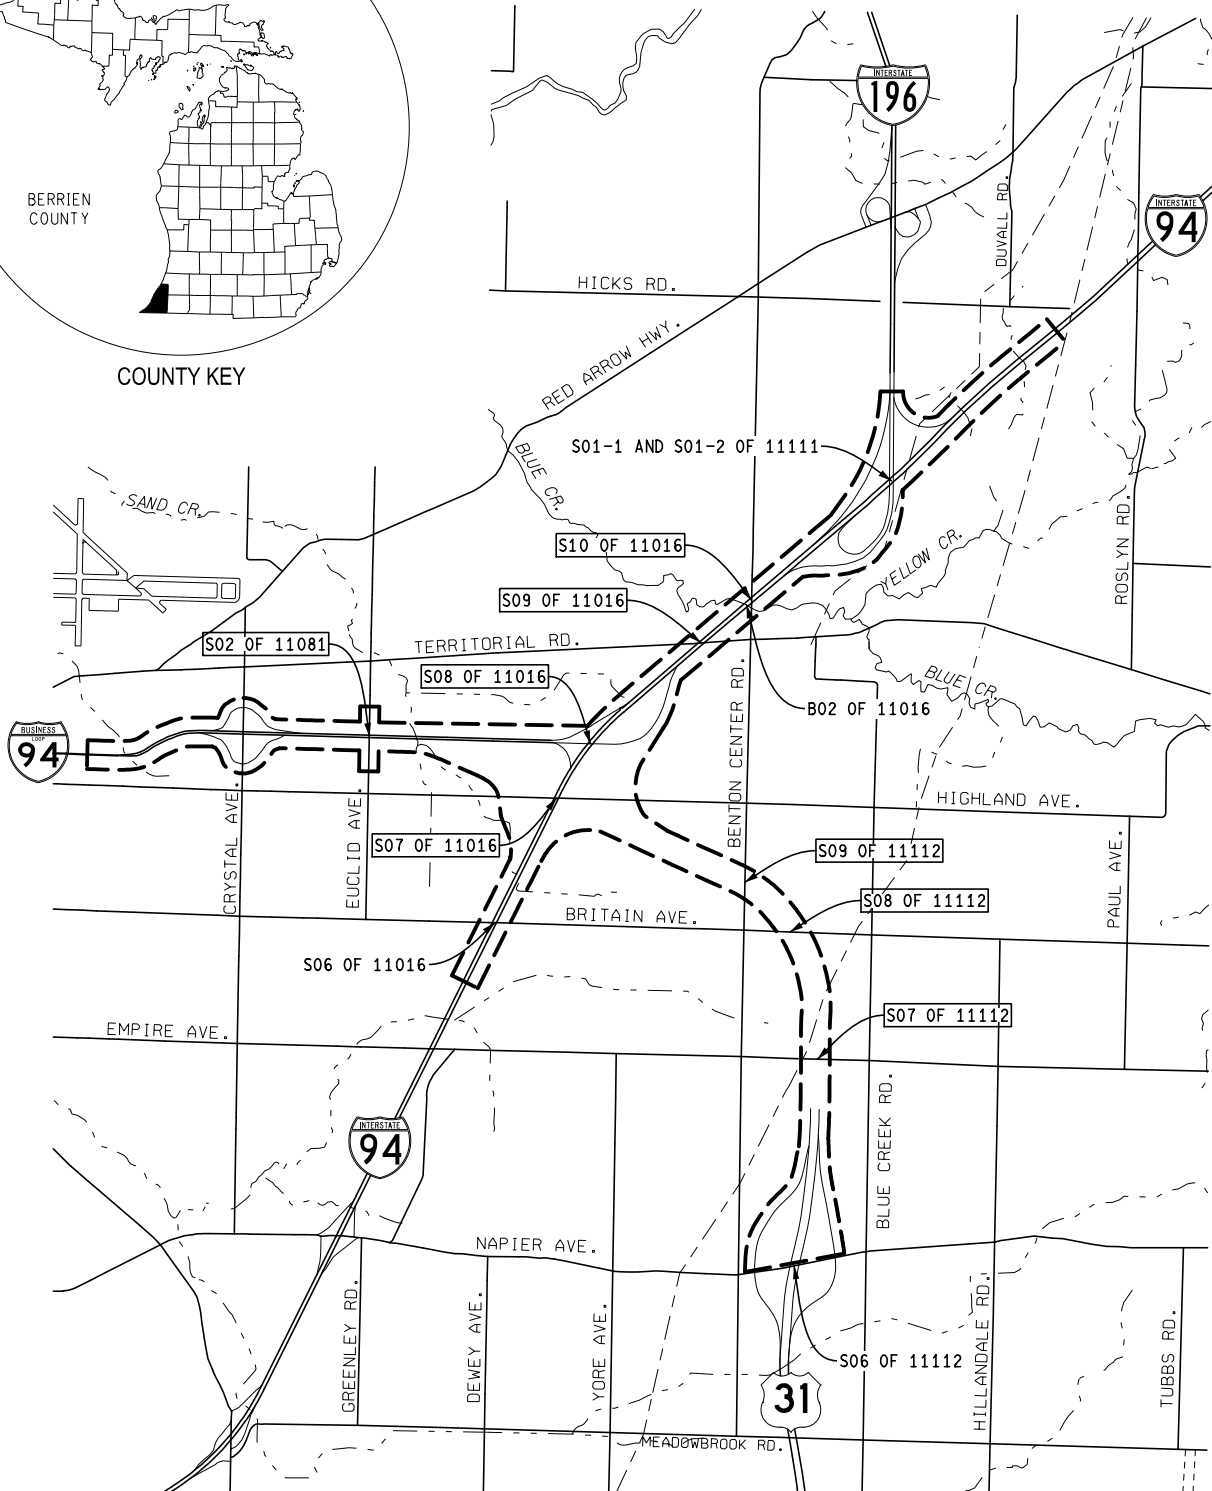 INTERSTATE
196
BERRIEN
COUNTY
DUVALL RD.
INTERSTATE
94
HICKS RD.
RED ARROW HWY.
COUNTY KEY
S01-1 AND S01-2 OF 11111
BLUE CR.
SAND CR.
ROSLYN RD.
S10 OF 11016
YELLOW CR.
S09 OF 11016
TERRITORIAL RD.
S02 OF 11081
S08 OF 11016
BLUE CR.
B02 OF 11016
BENTON CENTER RD.
BUSINESS
LOOP
94
HIGHLAND AVE.
CRYSTAL AVE.
EUCLID AVE.
S07 OF 11016
S09 OF 11112
PAUL AVE.
S08 OF 11112
BRITAIN AVE.
S06 OF 11016
S07 OF 11112
EMPIRE AVE.
INTERSTATE
94
BLUE CREEK RD.
NAPIER AVE.
GREENLEY RD.
DEWEY AVE.
YORE AVE.
HILLANDALE RD.
TUBBS RD.
S06 OF 11112
31
MEADOWBROOK RD.